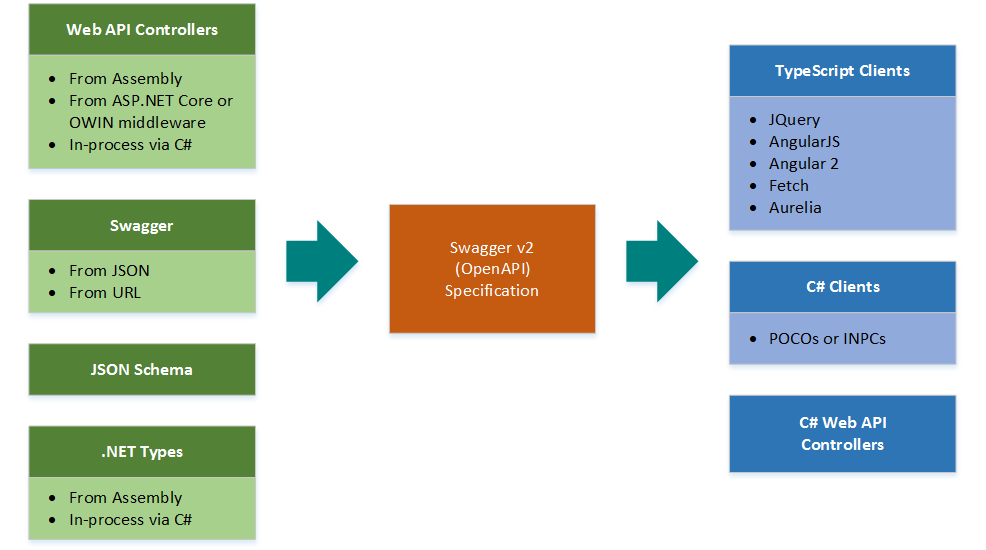 Web API Controllers
• From Assembly
• From ASP.NET Core or
OWIN middleware
• In-process via C#
Swagger
• From JSON
• From URL
JSON Schema
.NET Types
• From Assembly
• In-process via C#
Swagger v2
(OpenAPI)
Specification
TypeScript Clients
• JQuery
• AngularJS
• Angular 2
• Fetch
• Aurelia
C# Clients
• POCOs or INPCs
C# Web API
Controllers